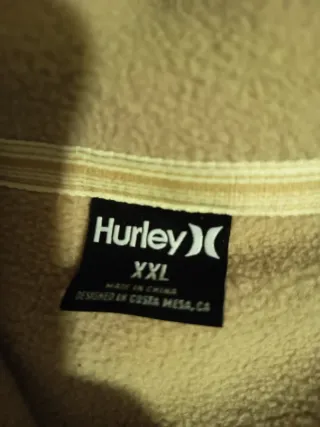 Hurley
XXL
MADE IN CHINA
DESIGNED IN COSTA MESA, CA